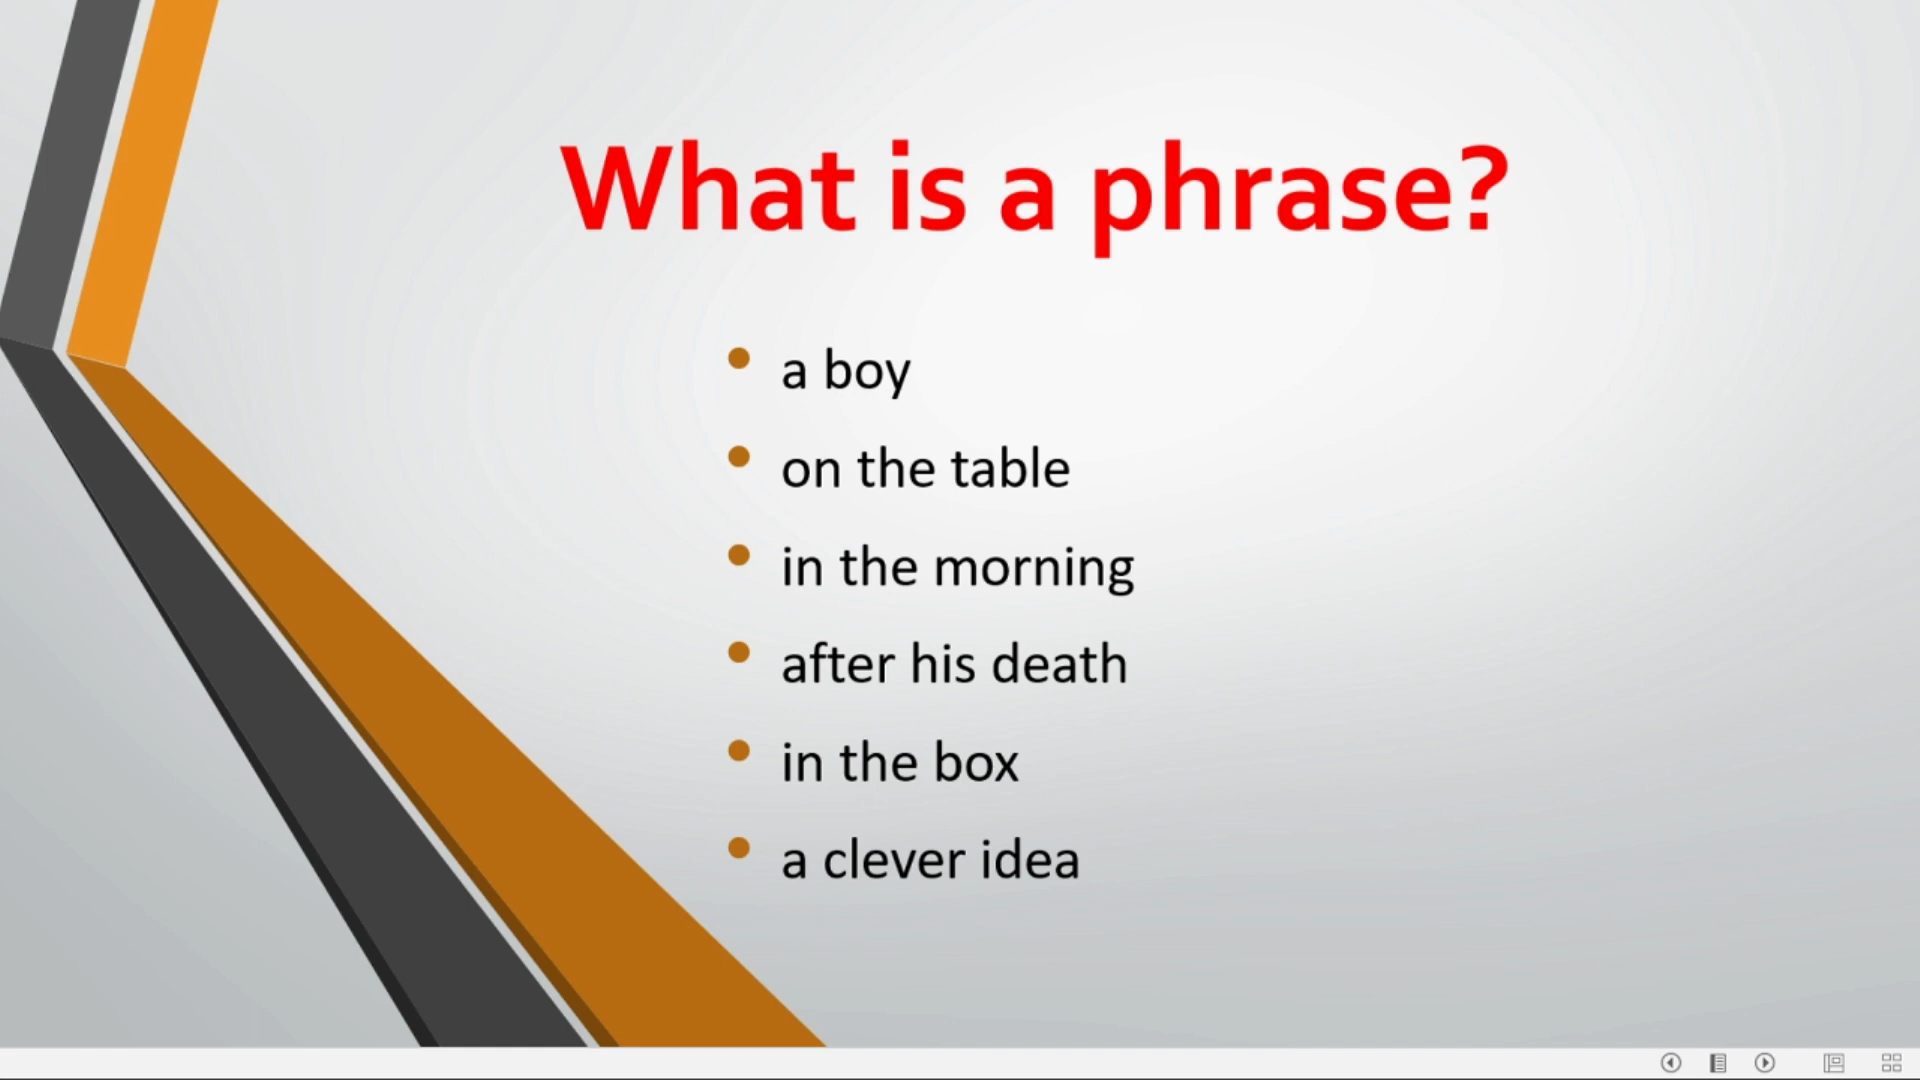 What is a phrase?
• a boy
• on the table
• in the morning
• after his death
• in the box
• a clever idea